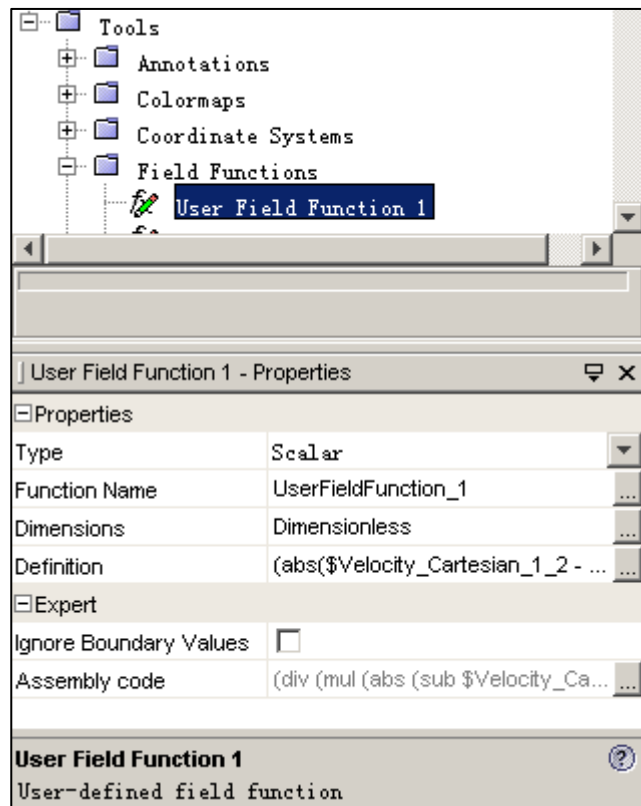 Tools
Annotations
Colormaps
Coordinate Systems
Field Functions
User Field Function 1
User Field Function 1 - Properties
Properties
Type Scalar
Function Name UserFieldFunction_1 ...
Dimensions Dimensionless ...
Definition (abs($Velocity_Cartesian_1_2 - ... ...
Expert
Ignore Boundary Values
Assembly code (div (mul (abs (sub $Velocity_Ca... ...
User Field Function 1
User-defined field function